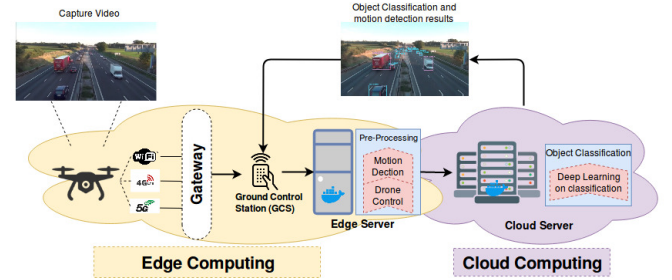 Capture Video
Object Classification and
motion detection results
WiFi
4G
5G
Gateway
Ground Control
Station (GCS)
Pre-Processing
Motion
Dection
Drone
Control
Edge Server
Object Classification
Deep Learning
on classification
Cloud Server
Edge Computing
Cloud Computing